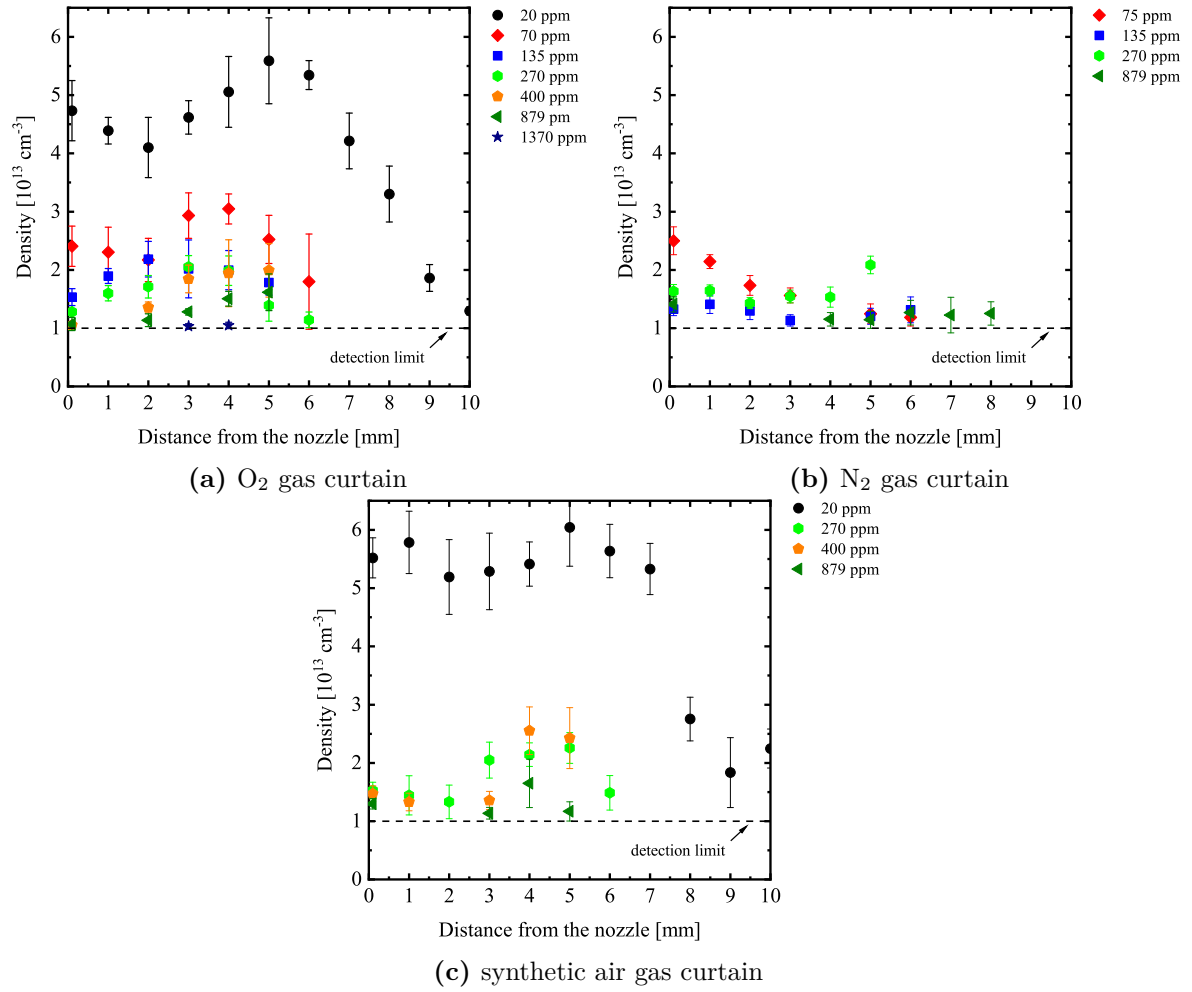 20 ppm
70 ppm
135 ppm
270 ppm
400 ppm
879 pm
1370 ppm
6
5
4
3
2
1
0
Density [10¹³ cm⁻³]
detection limit
0 1 2 3 4 5 6 7 8 9 10
Distance from the nozzle [mm]
(a) O₂ gas curtain
75 ppm
135 ppm
270 ppm
879 ppm
6
5
4
3
2
1
0
Density [10¹³ cm⁻³]
detection limit
0 1 2 3 4 5 6 7 8 9 10
Distance from the nozzle [mm]
(b) N₂ gas curtain
20 ppm
270 ppm
400 ppm
879 ppm
6
5
4
3
2
1
0
Density [10¹³ cm⁻³]
detection limit
0 1 2 3 4 5 6 7 8 9 10
Distance from the nozzle [mm]
(c) synthetic air gas curtain